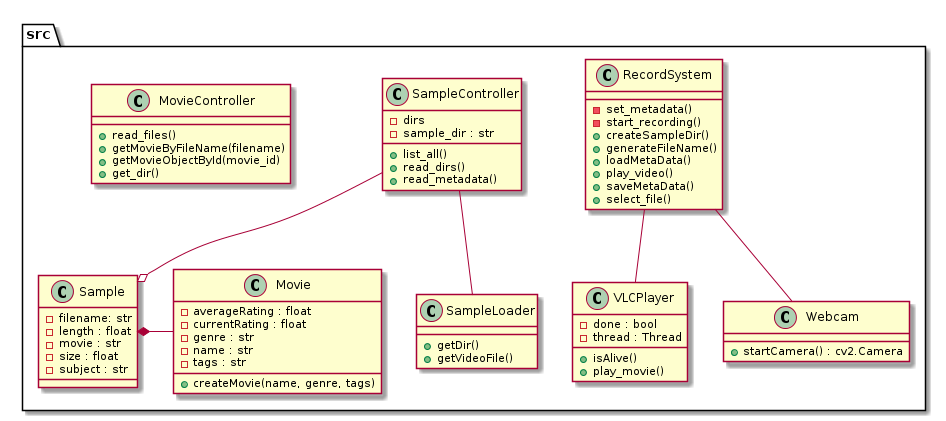 src
C MovieController
read_files()
getMovieByFileName(filename)
getMovieObjectById(movie_id)
get_dir()
C SampleController
dirs
sample_dir : str
list_all()
read_dirs()
read_metadata()
C RecordSystem
set_metadata()
start_recording()
createSampleDir()
generateFileName()
loadMetaData()
play_video()
saveMetaData()
select_file()
C Sample
filename: str
length : float
movie : str
size : float
subject : str
C Movie
averageRating : float
currentRating : float
genre : str
name : str
tags : str
createMovie(name, genre, tags)
C SampleLoader
getDir()
getVideoFile()
C VLCPlayer
done : bool
thread : Thread
isAlive()
play_movie()
C Webcam
startCamera() : cv2.Camera